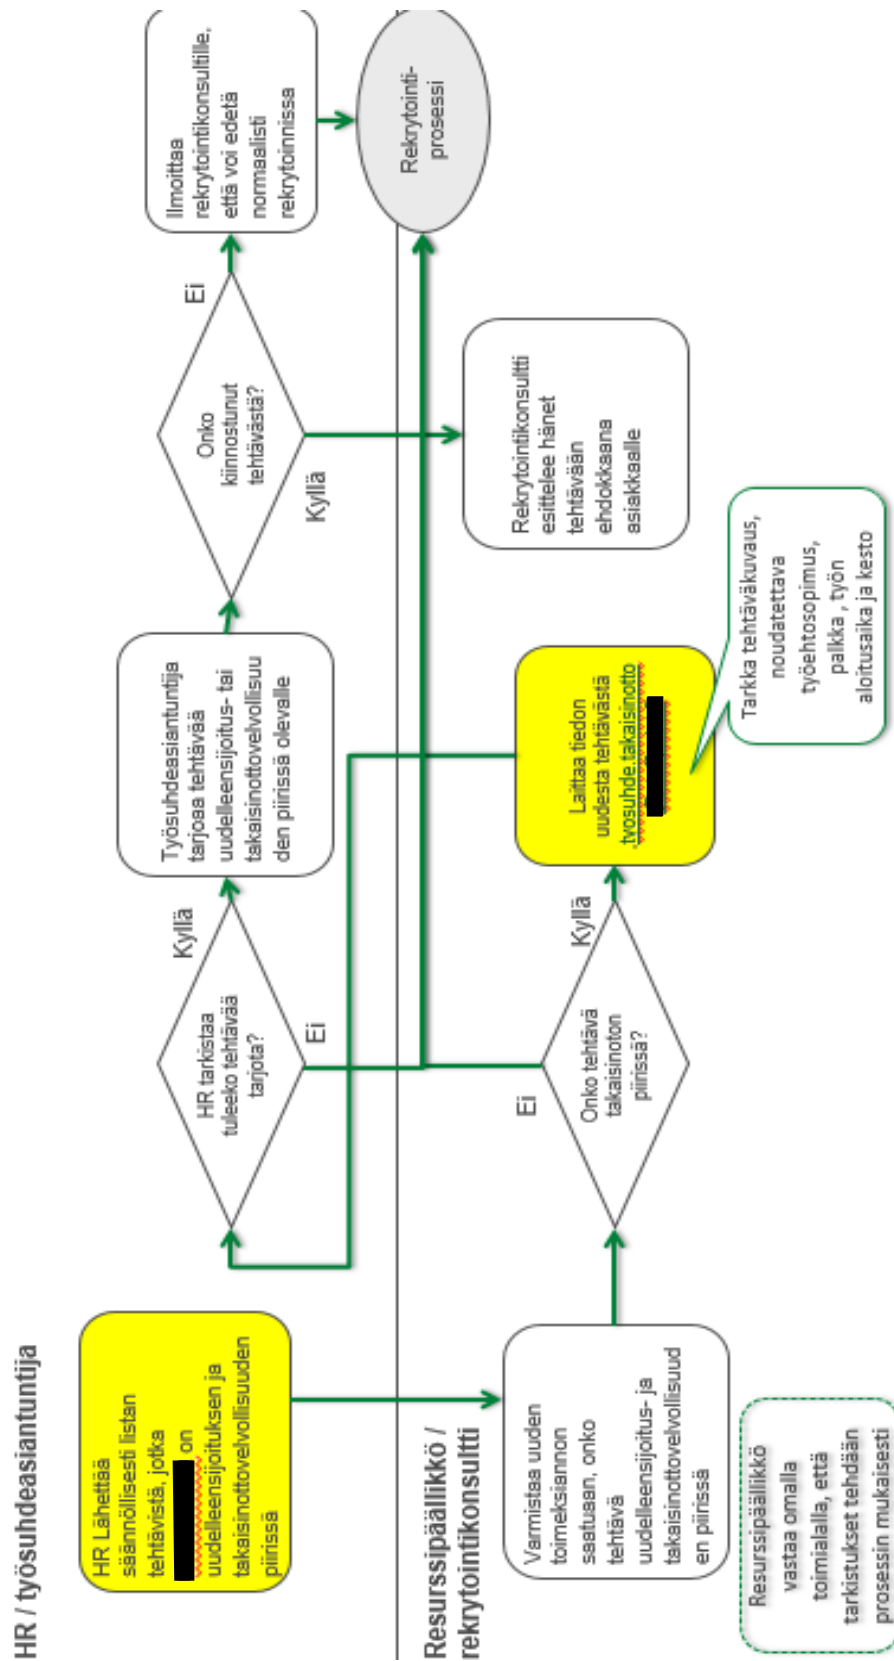 HR / työsuhdeasiantuntija
HR Lähettää
säännöllisesti listan
tehtävistä, jotka
on
uudelleensijoituksen ja
takaisinottovelvollisuuden
piirissä
HR tarkistaa
tuleeko tehtävää
tarjota?
Kyllä
Ei
Työsuhdeasiantuntija
tarjoaa tehtävää
uudelleensijoitus- tai
takaisinottovelvollisuu
den piirissä olevalle
Onko
kiinnostunut
tehtävästä?
Ei
Kyllä
Ilmoittaa
rekrytointikonsultille,
että voi edetä
normaalisti
rekrytoinnissa
Resurssipäällikkö /
rekrytointikonsultti
Varmistaa uuden
toimeksiannon
saatuaan, onko
tehtävä
uudelleensijoitus- ja
takaisinottovelvollisuud
en piirissä
Ei
Onko tehtävä
takaisinoton
piirissä?
Kyllä
Laittaa tiedon
uudesta tehtävästä
.tyosuhde.takaisinotto
Rekrytointikonsultti
esittelee hänet
tehtävään
ehdokkaana
asiakkaalle
Rekrytointi-
prosessi
Resurssipäällikkö
vastaa omalla
toimialalla, että
tarkistukset tehdään
prosessin mukaisesti
Tarkka tehtäväkuvaus,
noudatettava
työehtosopimus,
palkka , työn
aloitusaika ja kesto